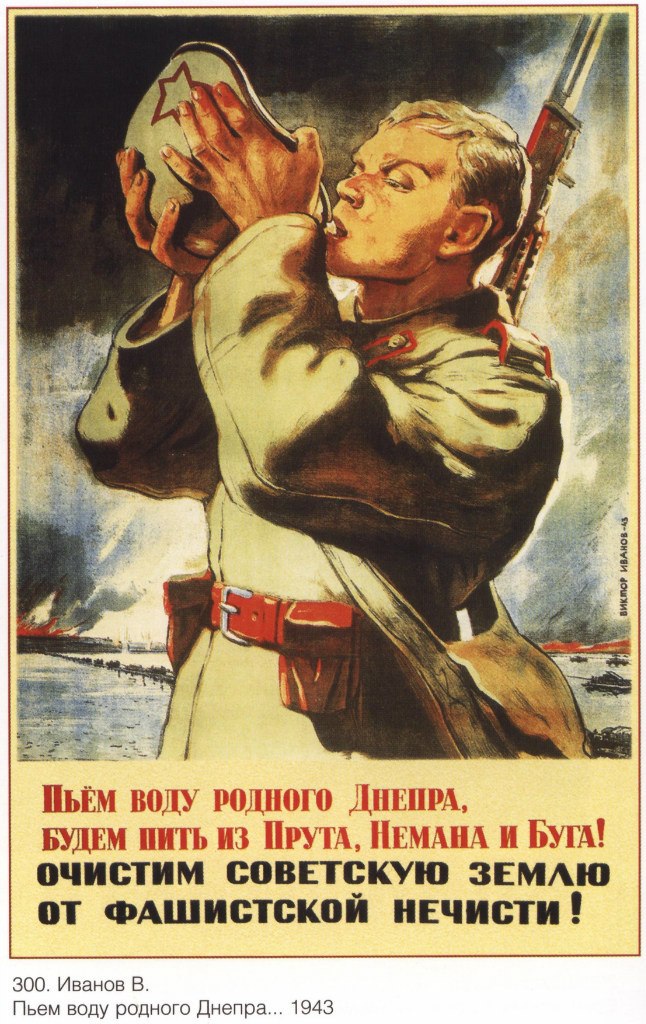 ВИКТОР ИВАНОВ-43
Пьём воду родного Днепра,
будем пить из Прута, Немана и Буга!
ОЧИСТИМ СОВЕТСКУЮ ЗЕМЛЮ
ОТ ФАШИСТСКОЙ НЕЧИСТИ!
300. Иванов В.
Пьем воду родного Днепра... 1943